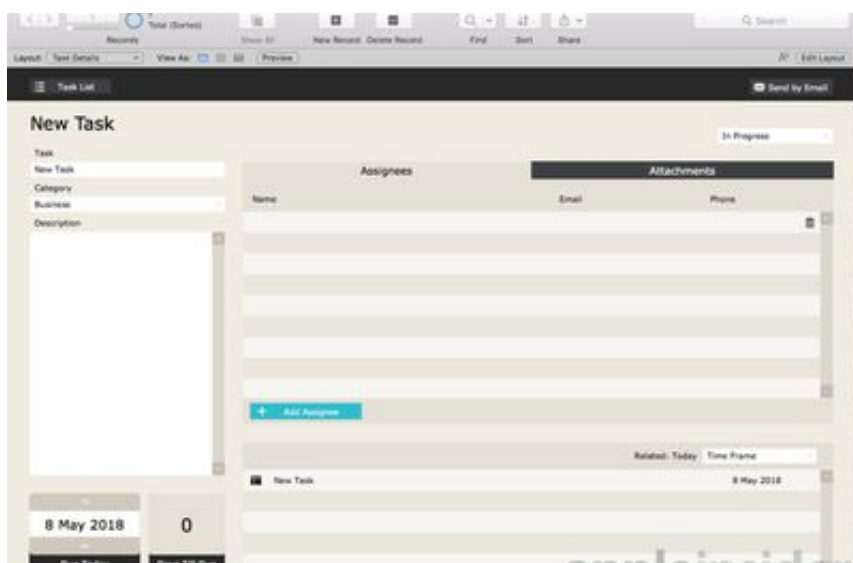 Total (Sorted)
Records
Show All
New Record
Delete Record
Find
Sort
Share
Search
Layout:
Task Details
View As:
Preview
Edit Layout
Task List
Send by Email
New Task
In Progress
Task
New Task
Category
Business
Description
Assignees
Attachments
Name
Email
Phone
+ Add Assignee
Related: Today
Time Frame
New Task
8 May 2018
8 May 2018
0